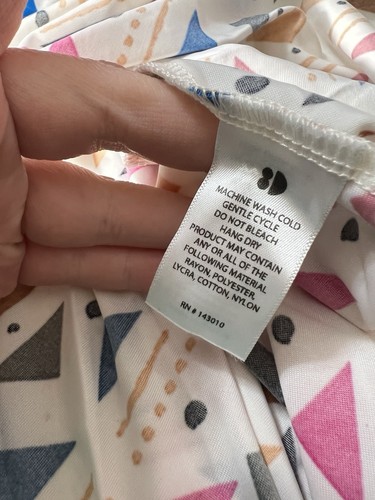 MACHINE WASH COLD
GENTLE CYCLE
DO NOT BLEACH
HANG DRY
PRODUCT MAY CONTAIN
ANY OR ALL OF THE
FOLLOWING MATERIAL
RAYON, POLYESTER,
LYCRA, COTTON, NYLON
RN # 143010